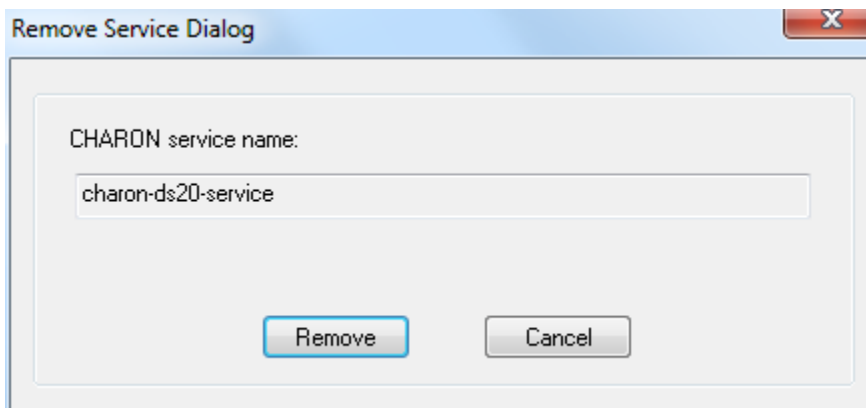 Remove Service Dialog
CHARON service name:
charon-ds20-service
Remove Cancel